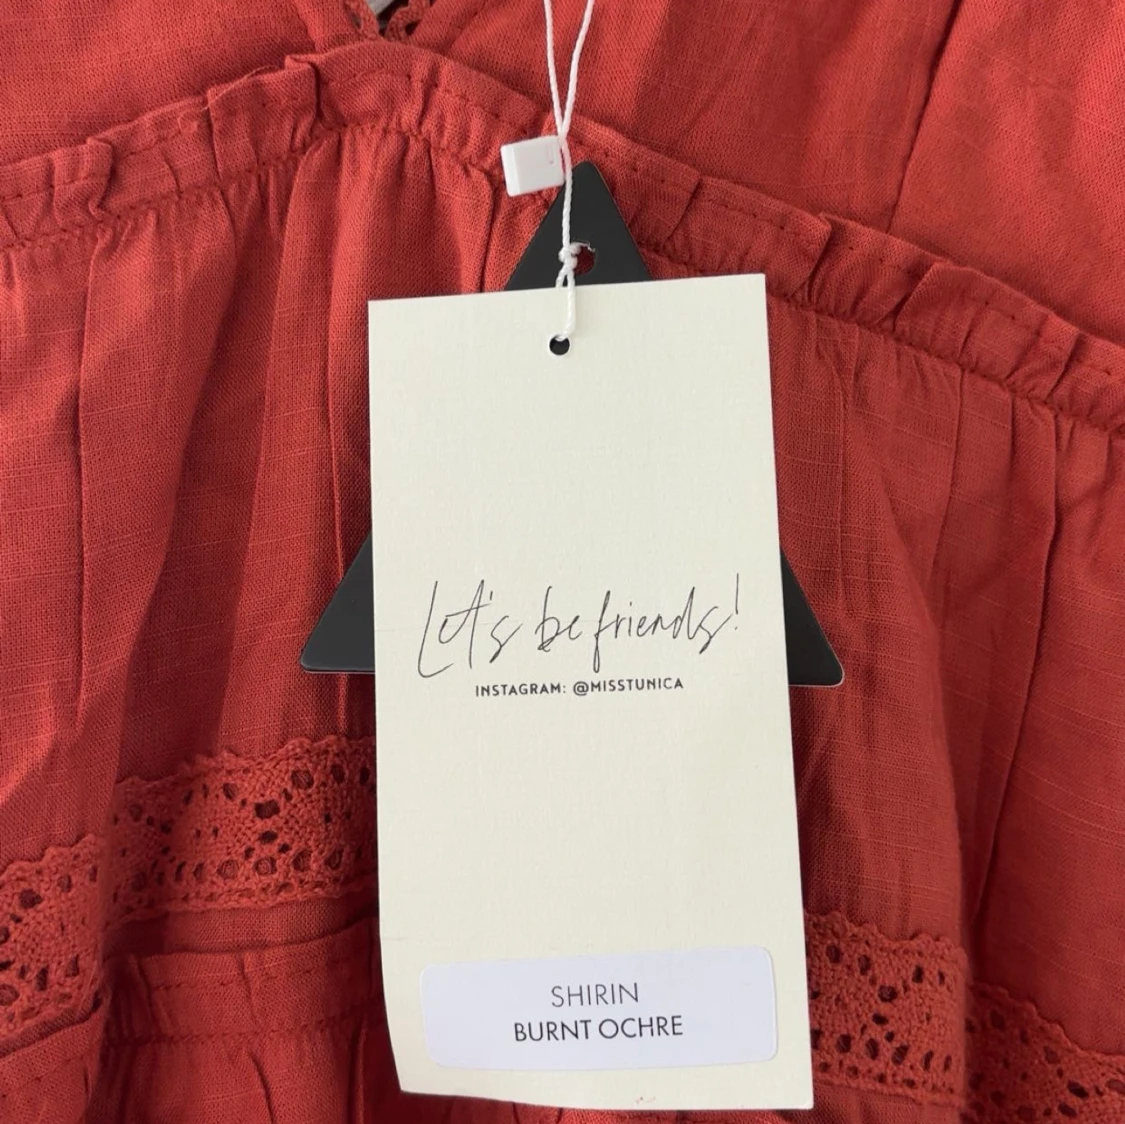 Let's be friends!
INSTAGRAM: @MISSTUNICA
SHIRIN
BURNT OCHRE